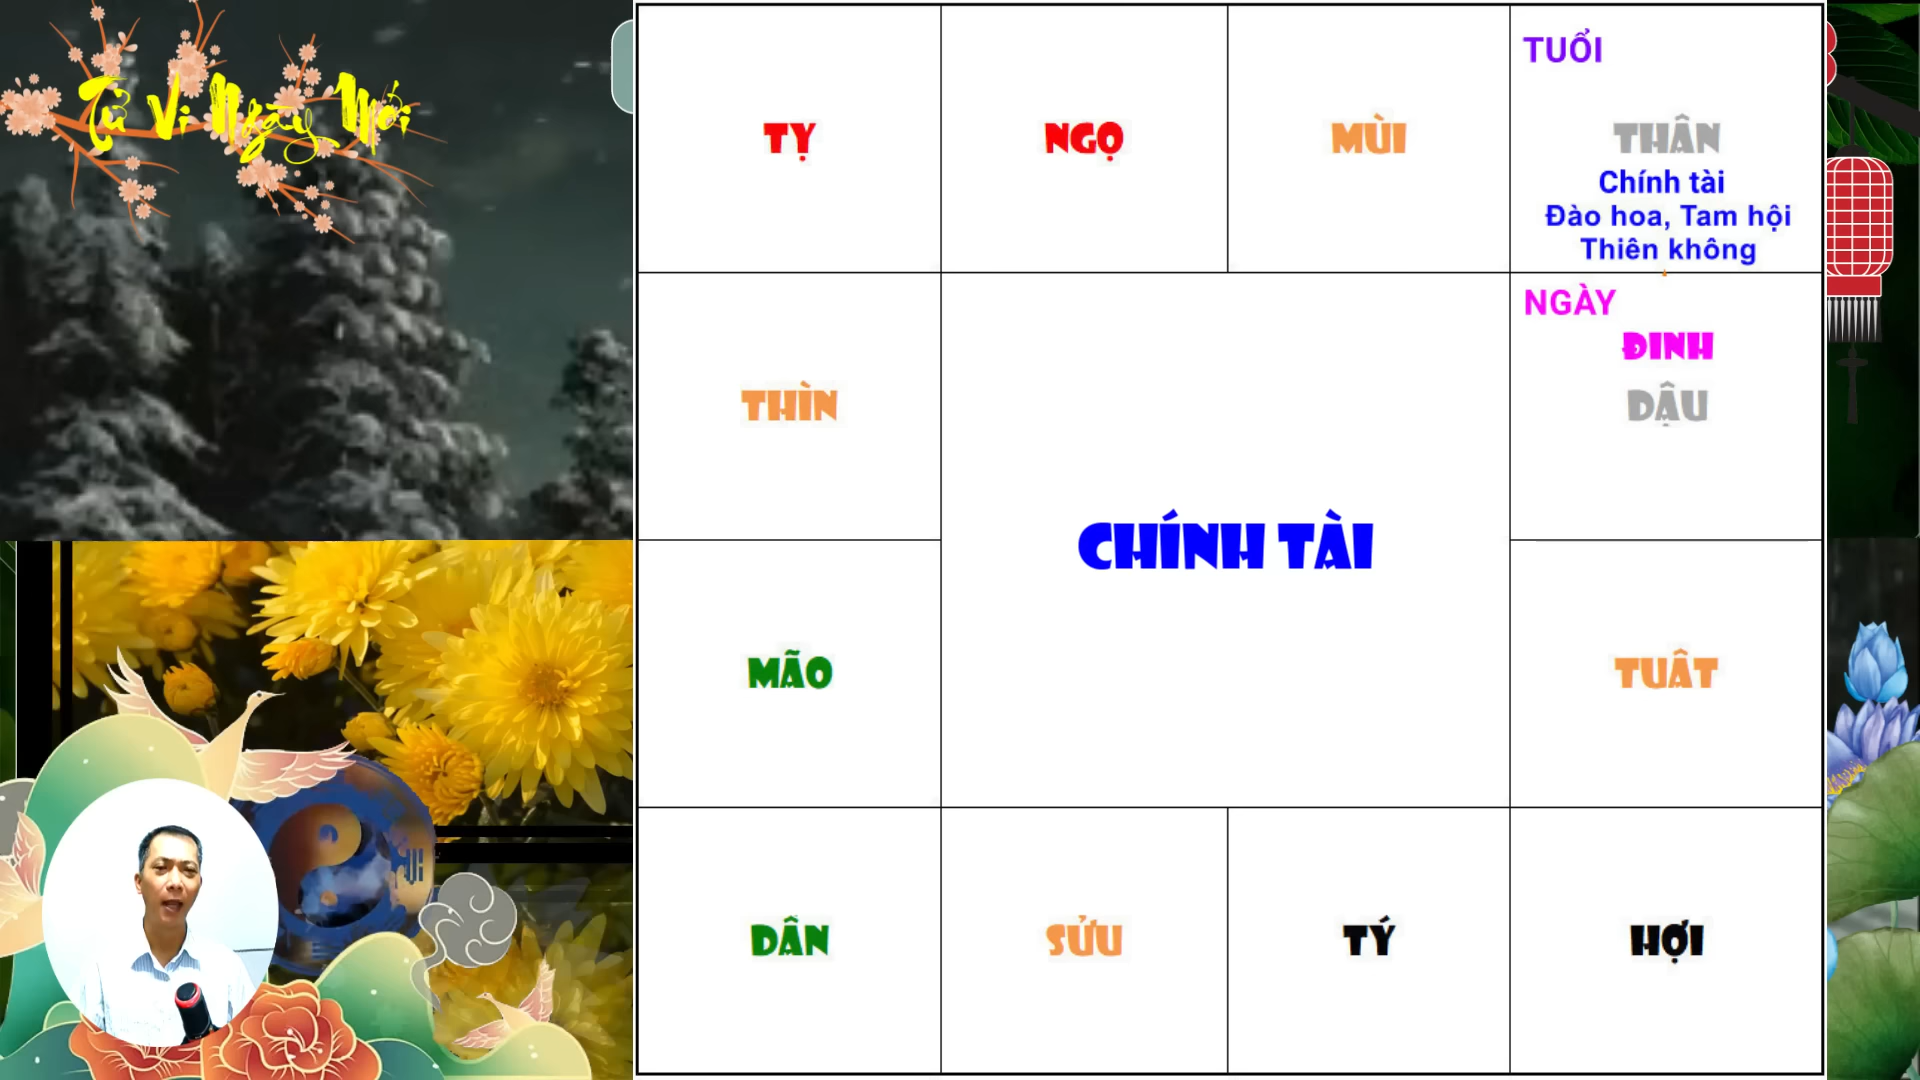 Tử Vi Ngày Mới
TỴ
NGỌ
MÙI
TUỔI
THÂN
Chính tài
Đào hoa, Tam hội
Thiên không
THÌN
NGÀY
ĐINH
DẬU
CHÍNH TÀI
MÃO
TUẤT
DẦN
SỬU
TÝ
HỢI